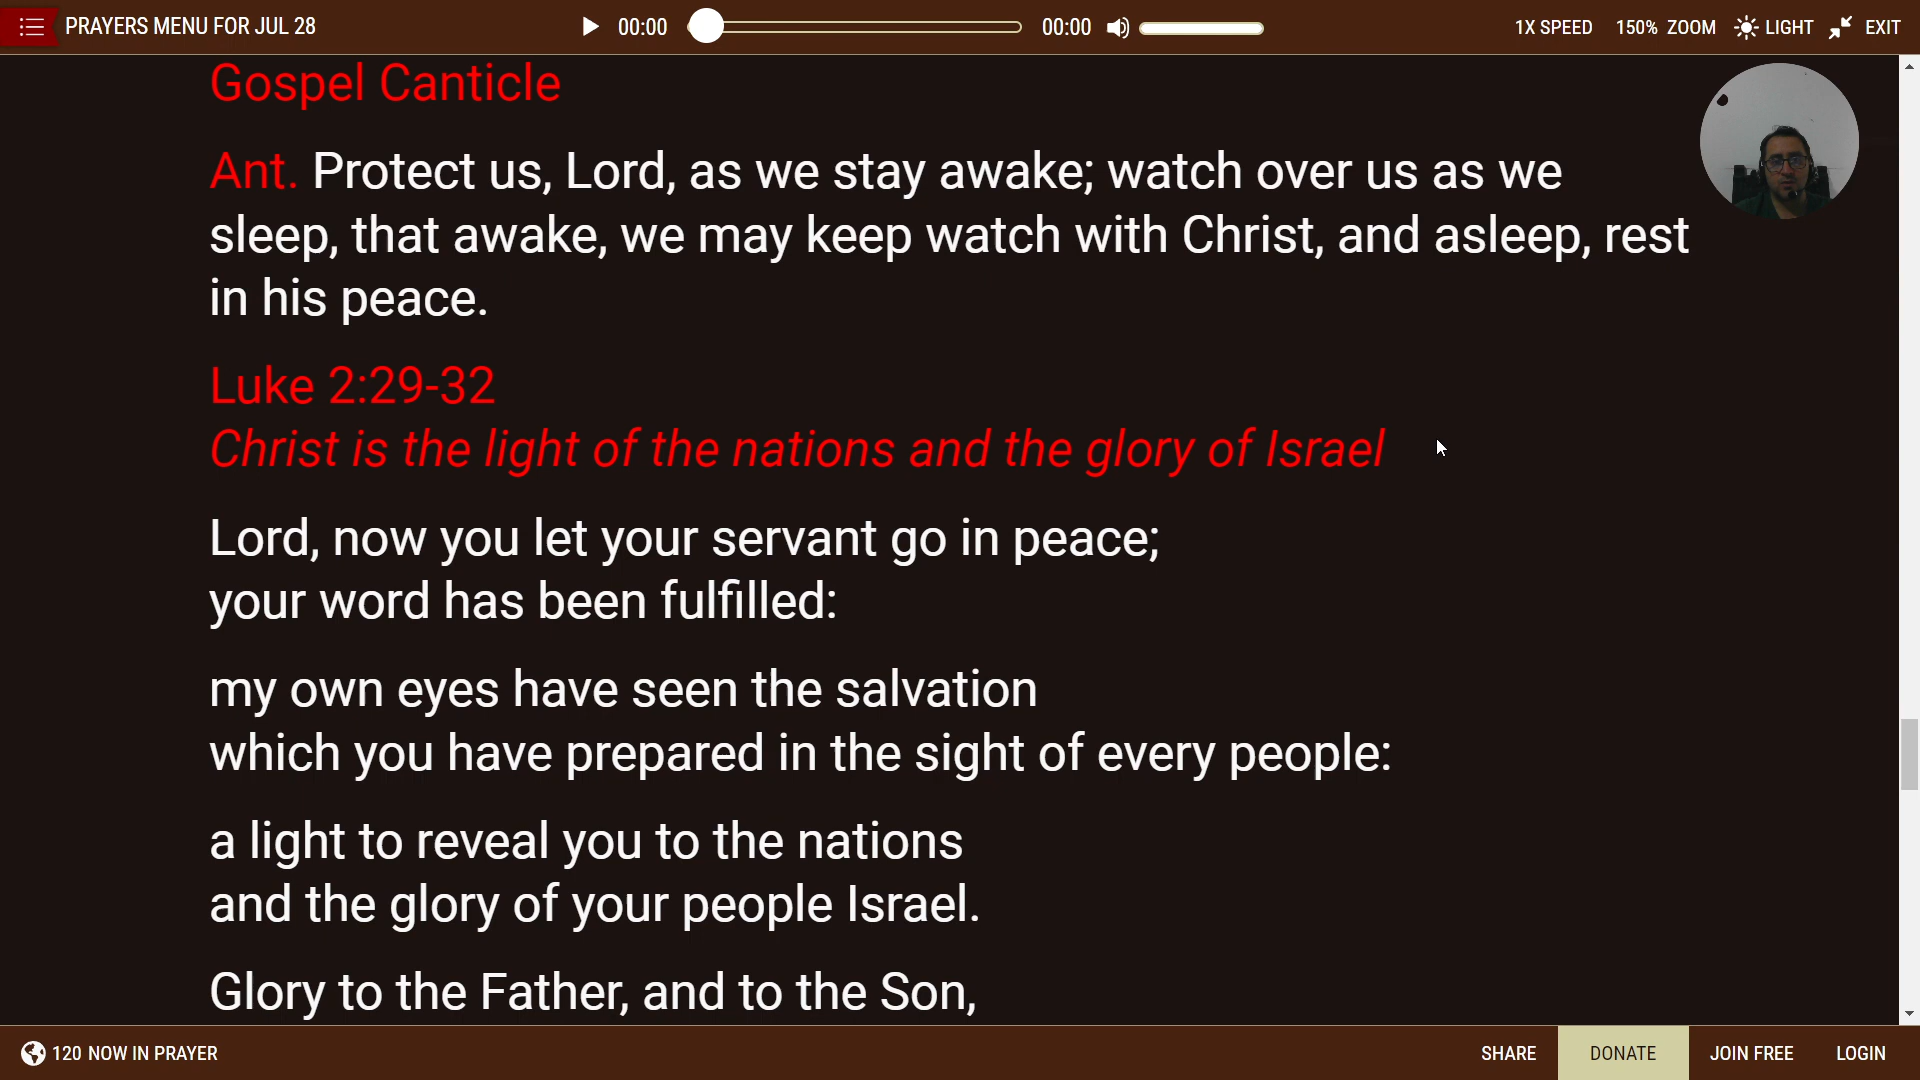 PRAYERS MENU FOR JUL 28
00:00
00:00
1X SPEED
150% ZOOM
LIGHT
EXIT
Gospel Canticle
Ant. Protect us, Lord, as we stay awake; watch over us as we
sleep, that awake, we may keep watch with Christ, and asleep, rest
in his peace.
Luke 2:29-32
Christ is the light of the nations and the glory of Israel
Lord, now you let your servant go in peace;
your word has been fulfilled:
my own eyes have seen the salvation
which you have prepared in the sight of every people:
a light to reveal you to the nations
and the glory of your people Israel.
Glory to the Father, and to the Son,
120 NOW IN PRAYER
SHARE
DONATE
JOIN FREE
LOGIN